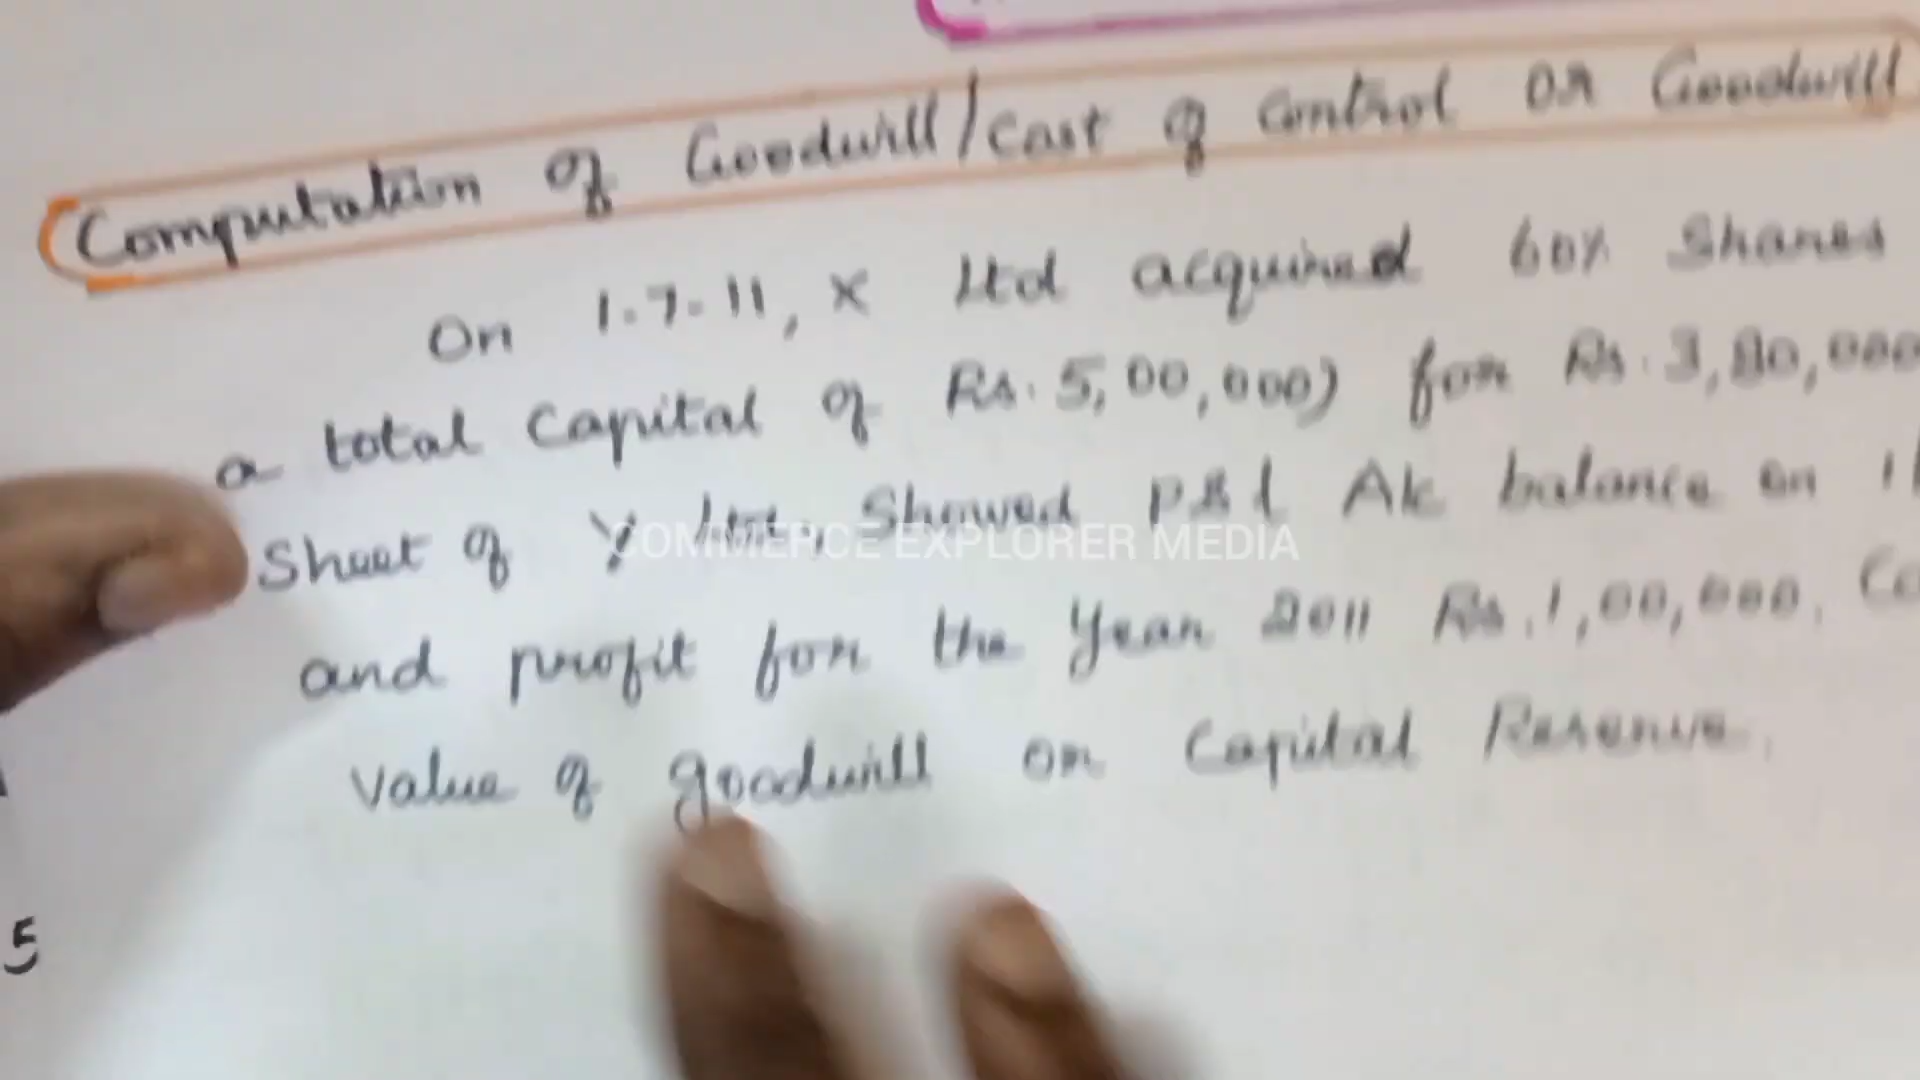 Computation of Goodwill/Cost of control or Goodwill
On 1.7.11, X Ltd acquired 60% Shares
a total capital of Rs. 5,00,000) for Rs. 3,80,000
Sheet of Y Ltd, Showed P&L A/c balance on 1
and profit for the year 2011 Rs. 1,00,000.
value of goodwill or Capital Reserve.
COMMERCE EXPLORER MEDIA
5